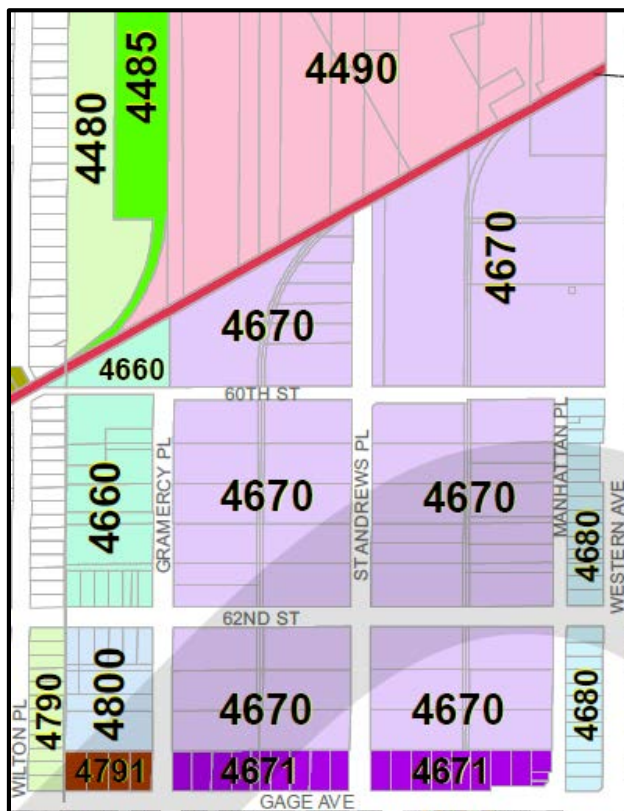 4485
4490
4480
4670
4670
4660
60TH ST
4660
GRAMERCY PL
4670
ST ANDREWS PL
4670
MANHATTAN PL
4680
WESTERN AVE
62ND ST
WILTON PL
4790
4800
4670
4670
4680
4791
4671
4671
GAGE AVE